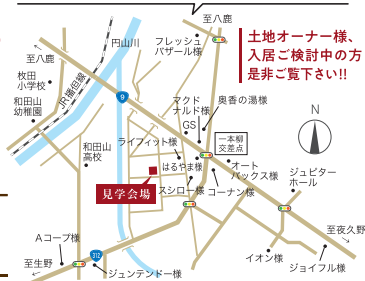 至八鹿
土地オーナー様、
入居ご検討中の方
是非ご覧下さい!!
円山川
フレッシュ
バザール様
至八鹿
枚田
小学校
JR播但線
和田山
幼稚園
9
マクド
ナルド様
奥香の湯様
N
GS
一本柳
交差点
ライフィット様
和田山
高校
はるやま様
オート
バックス様
ジュピター
ホール
見学会場
スシロー様
コーナン様
Aコープ様
至夜久野
312
至生野
ジュンテンドー様
イオン様
ジョイフル様